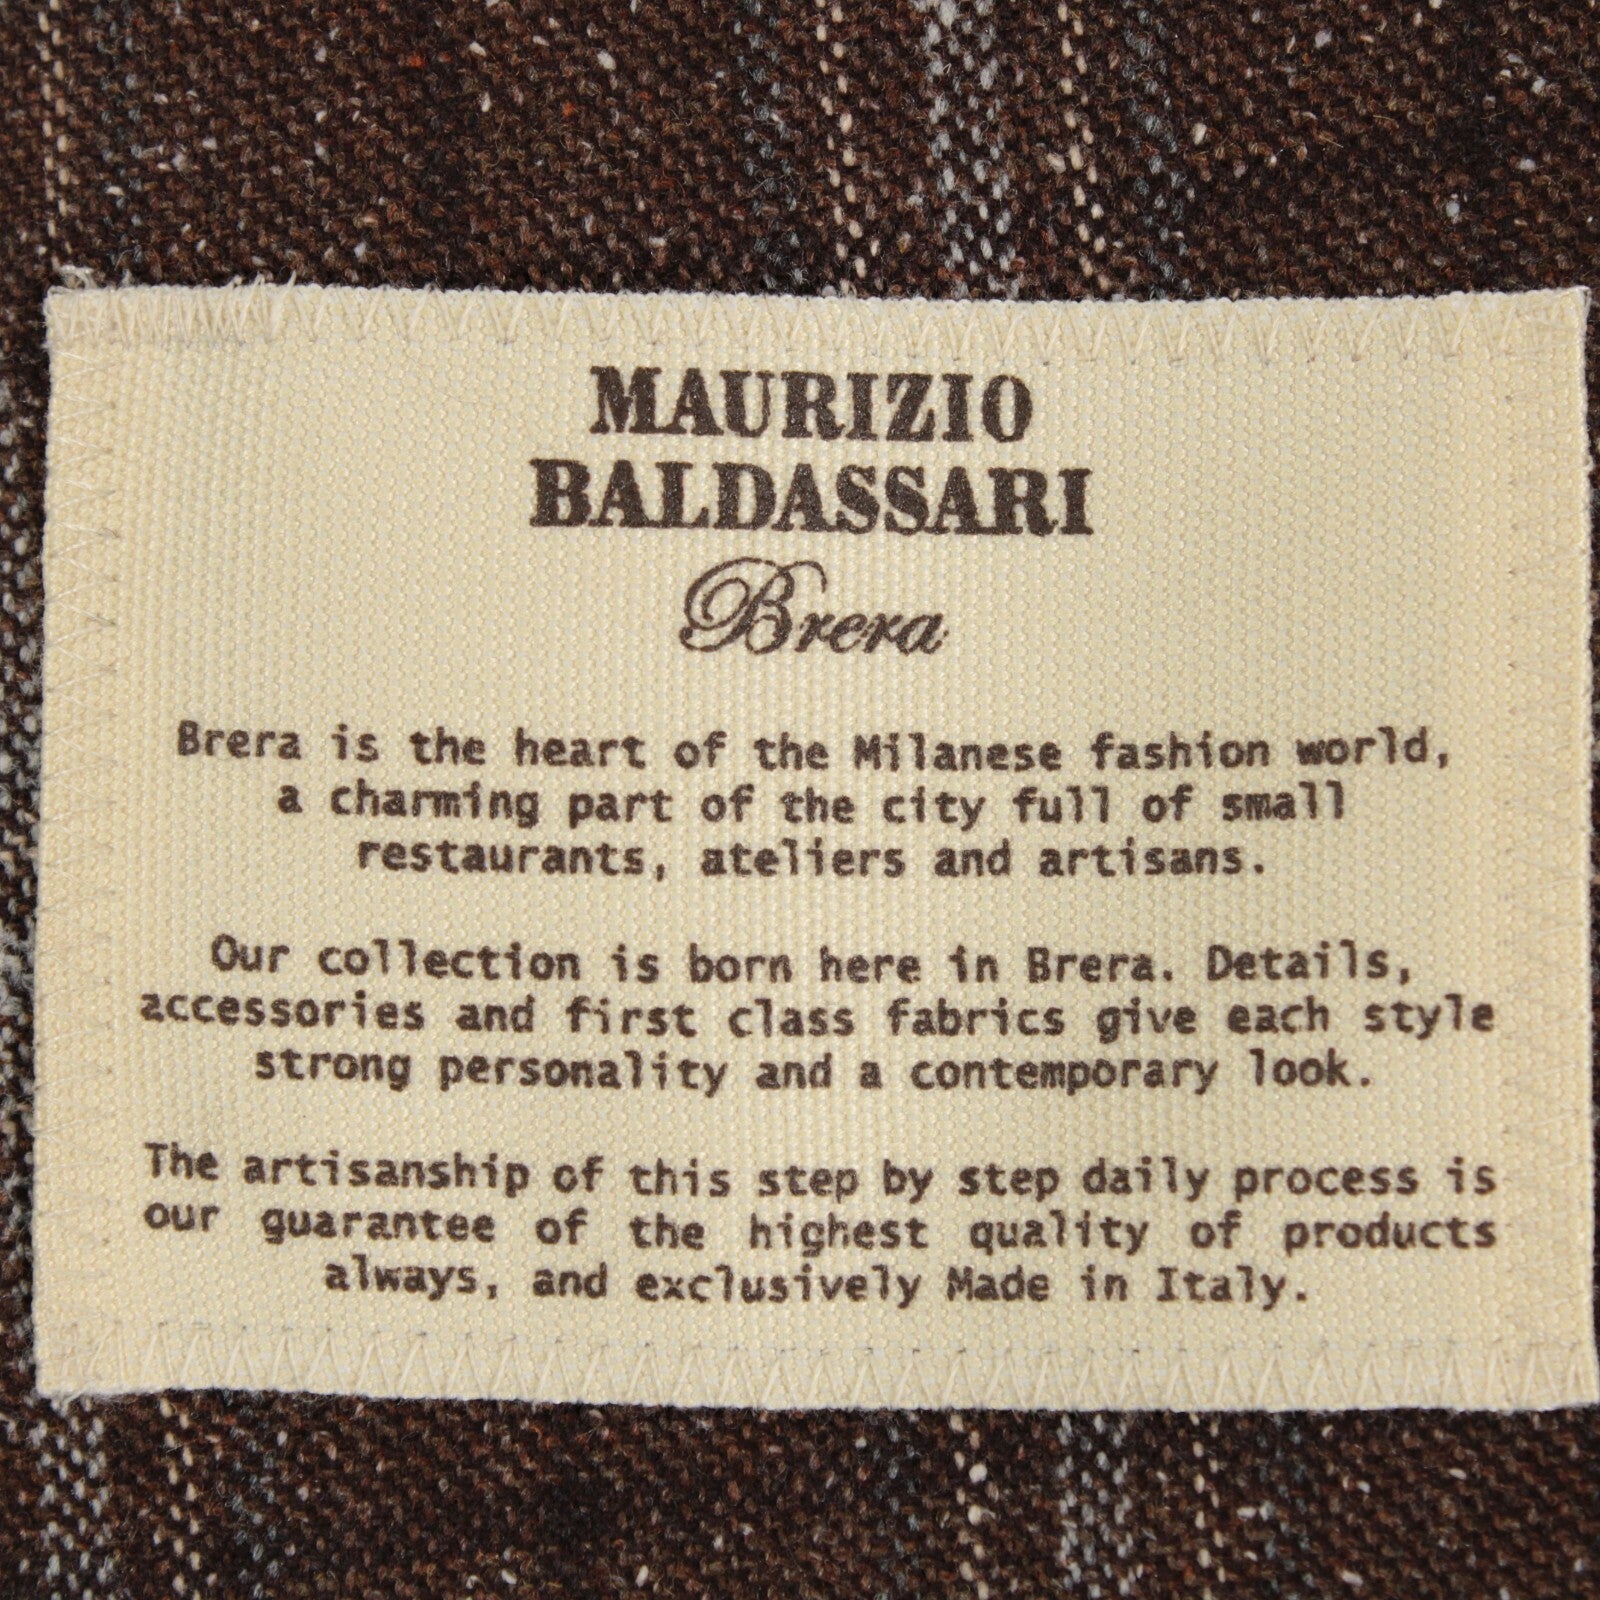 MAURIZIO
BALDASSARI
Brera
Brera is the heart of the Milanese fashion world,
a charming part of the city full of small
restaurants, ateliers and artisans.
Our collection is born here in Brera. Details,
accessories and first class fabrics give each style
strong personality and a contemporary look.
The artisanship of this step by step daily process is
our guarantee of the highest quality of products
always, and exclusively Made in Italy.